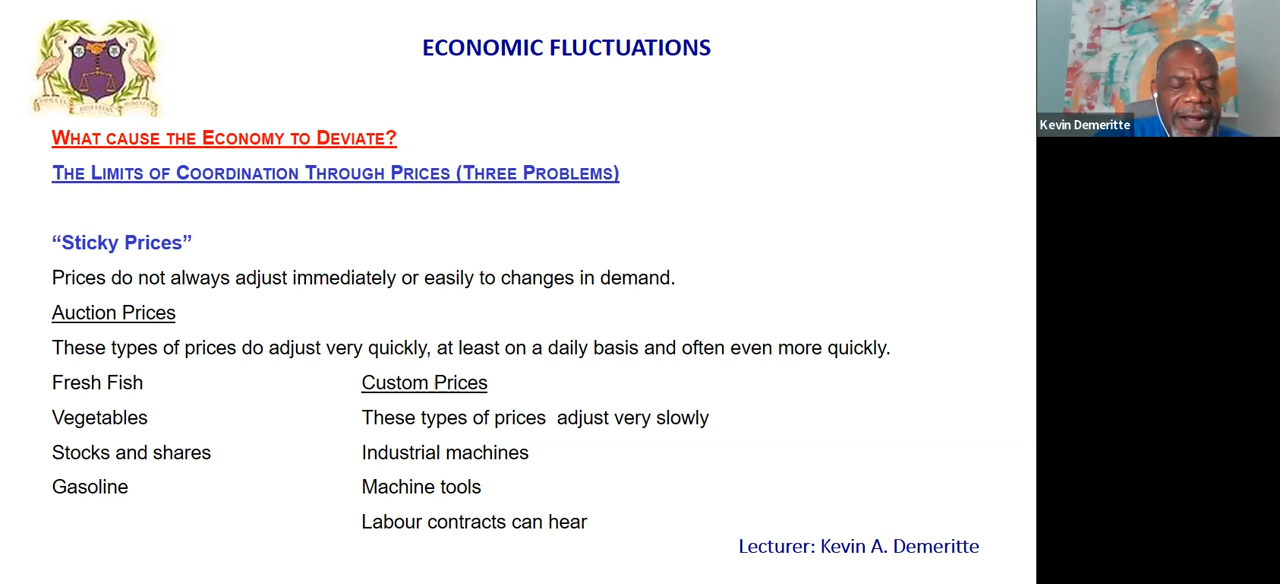 ECONOMIC FLUCTUATIONS
Kevin Demeritte
WHAT CAUSE THE ECONOMY TO DEVIATE?
THE LIMITS OF COORDINATION THROUGH PRICES (THREE PROBLEMS)
“Sticky Prices”
Prices do not always adjust immediately or easily to changes in demand.
Auction Prices
These types of prices do adjust very quickly, at least on a daily basis and often even more quickly.
Fresh Fish
Vegetables
Stocks and shares
Gasoline
Custom Prices
These types of prices adjust very slowly
Industrial machines
Machine tools
Labour contracts can hear
Lecturer: Kevin A. Demeritte